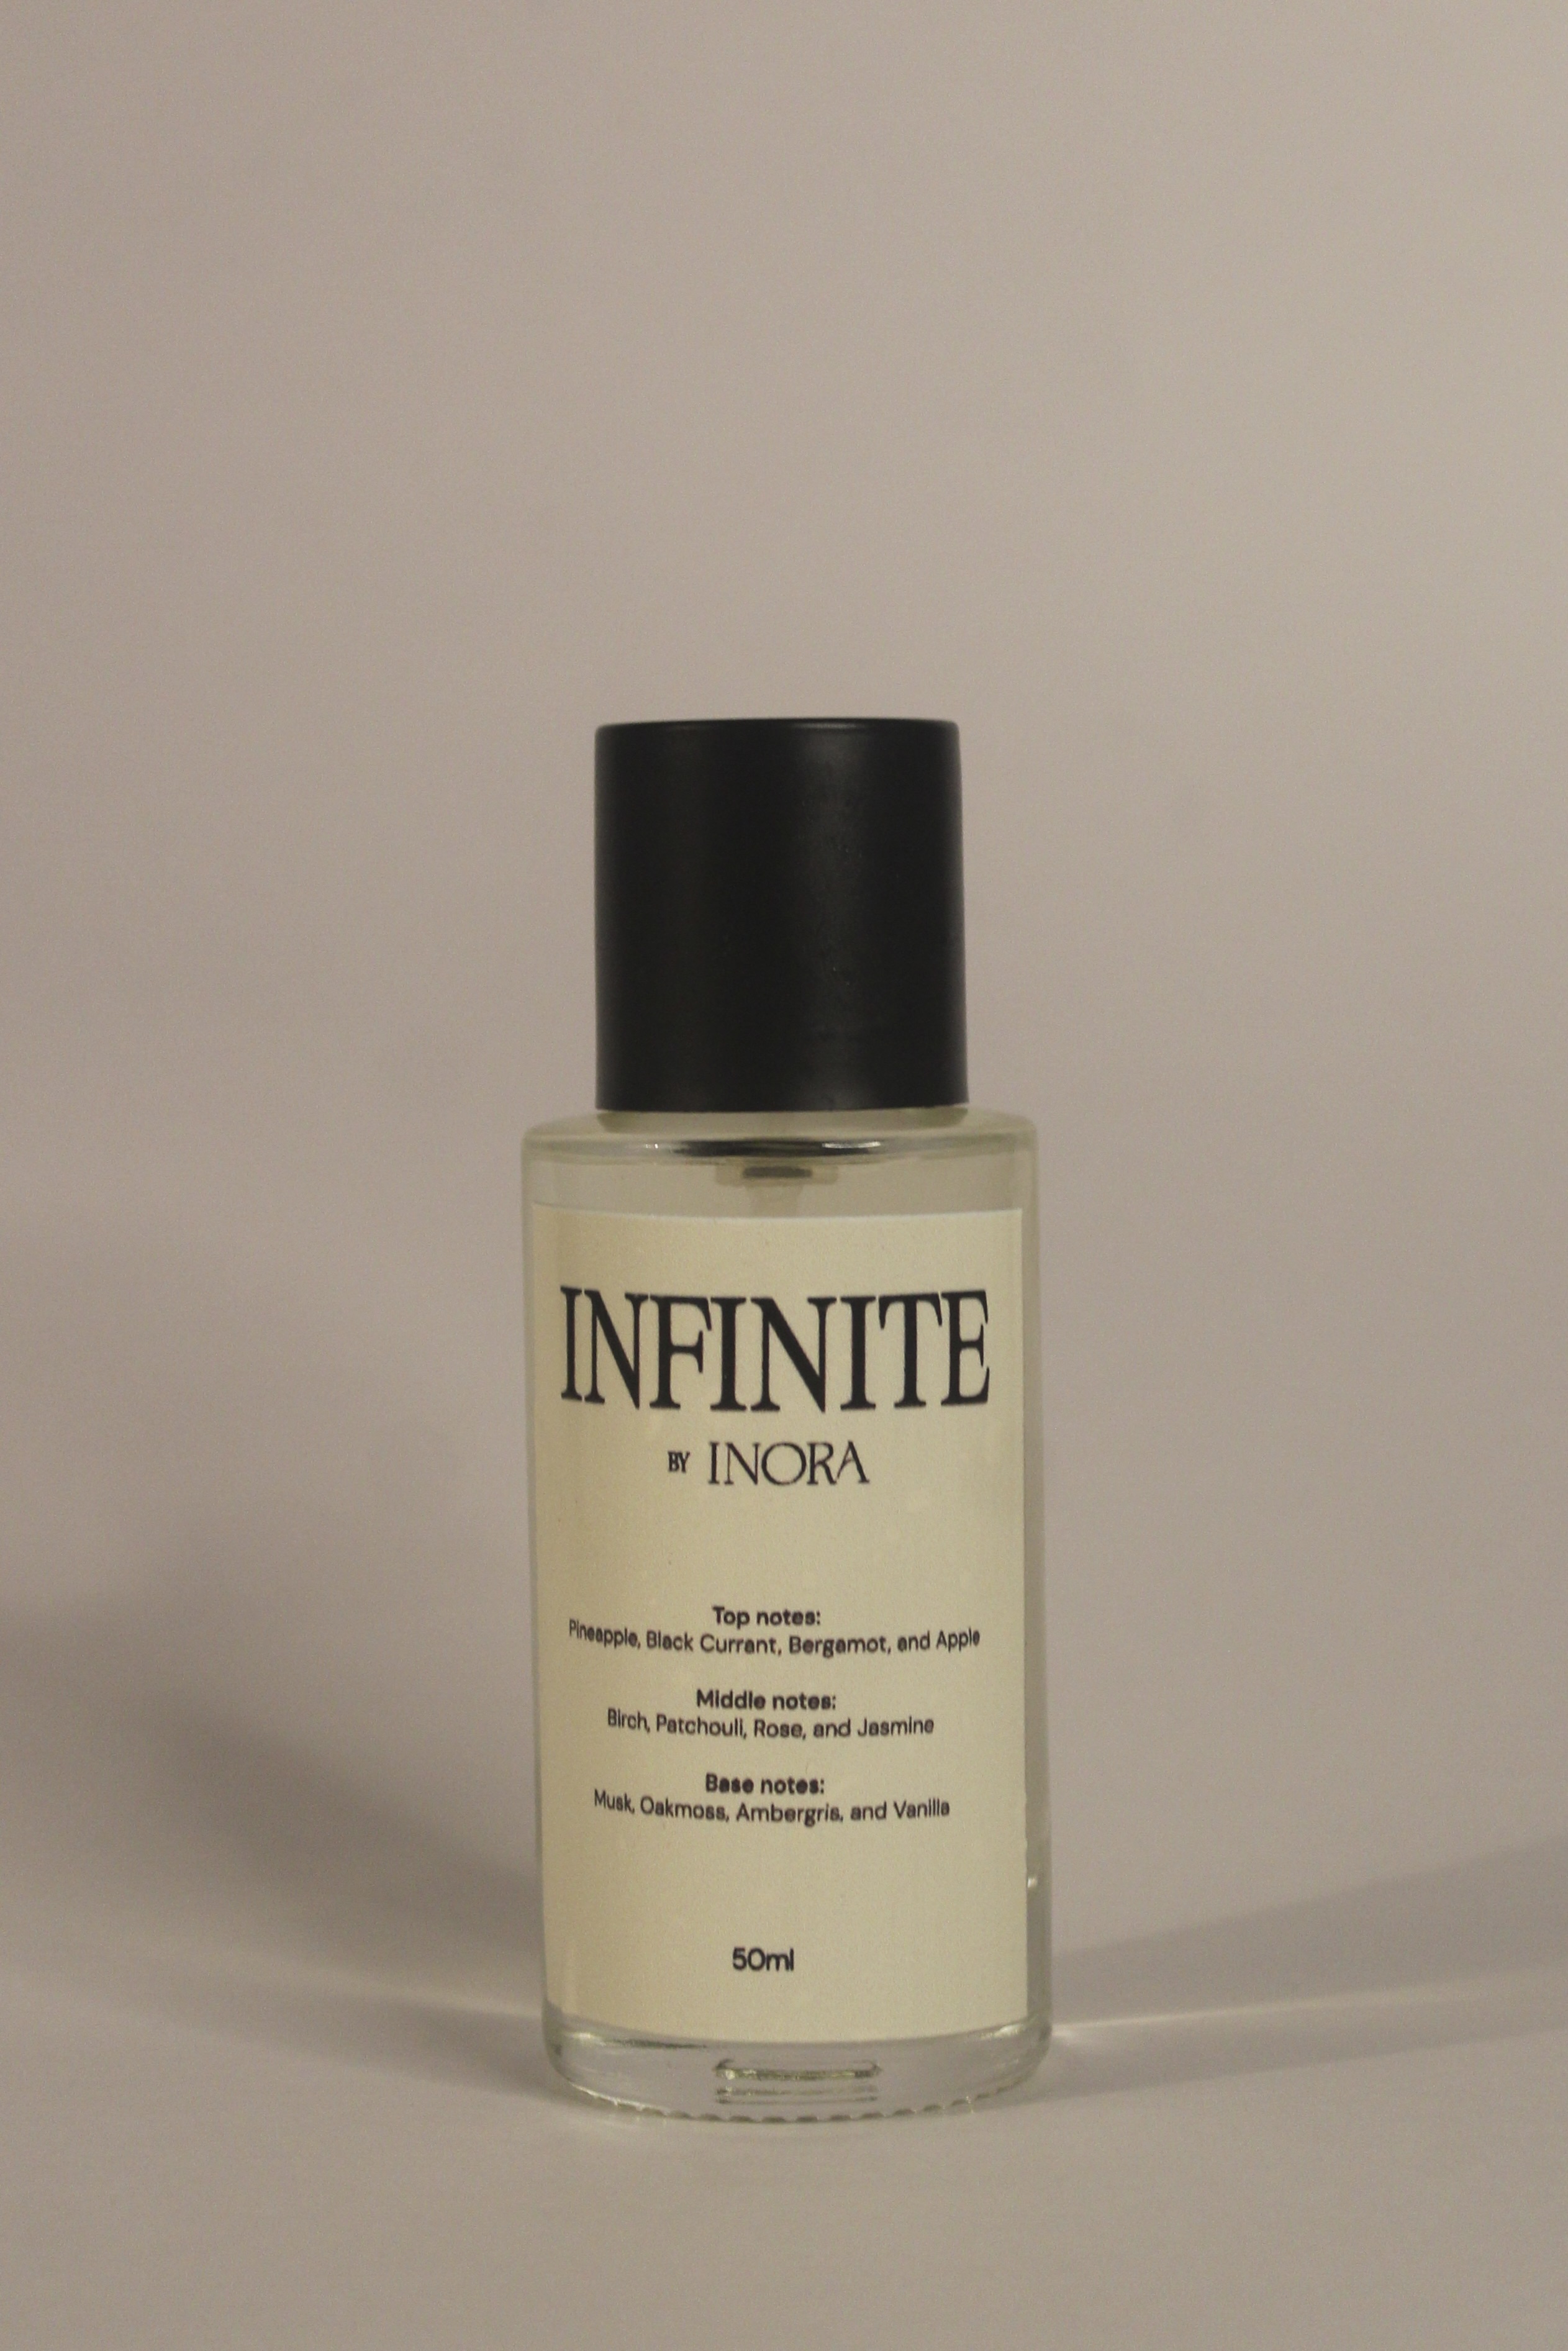 INFINITE
BY INORA
Top notes:
Pineapple, Black Currant, Bergamot, and Apple
Middle notes:
Birch, Patchouli, Rose, and Jasmine
Base notes:
Musk, Oakmoss, Ambergris, and Vanilla
50ml